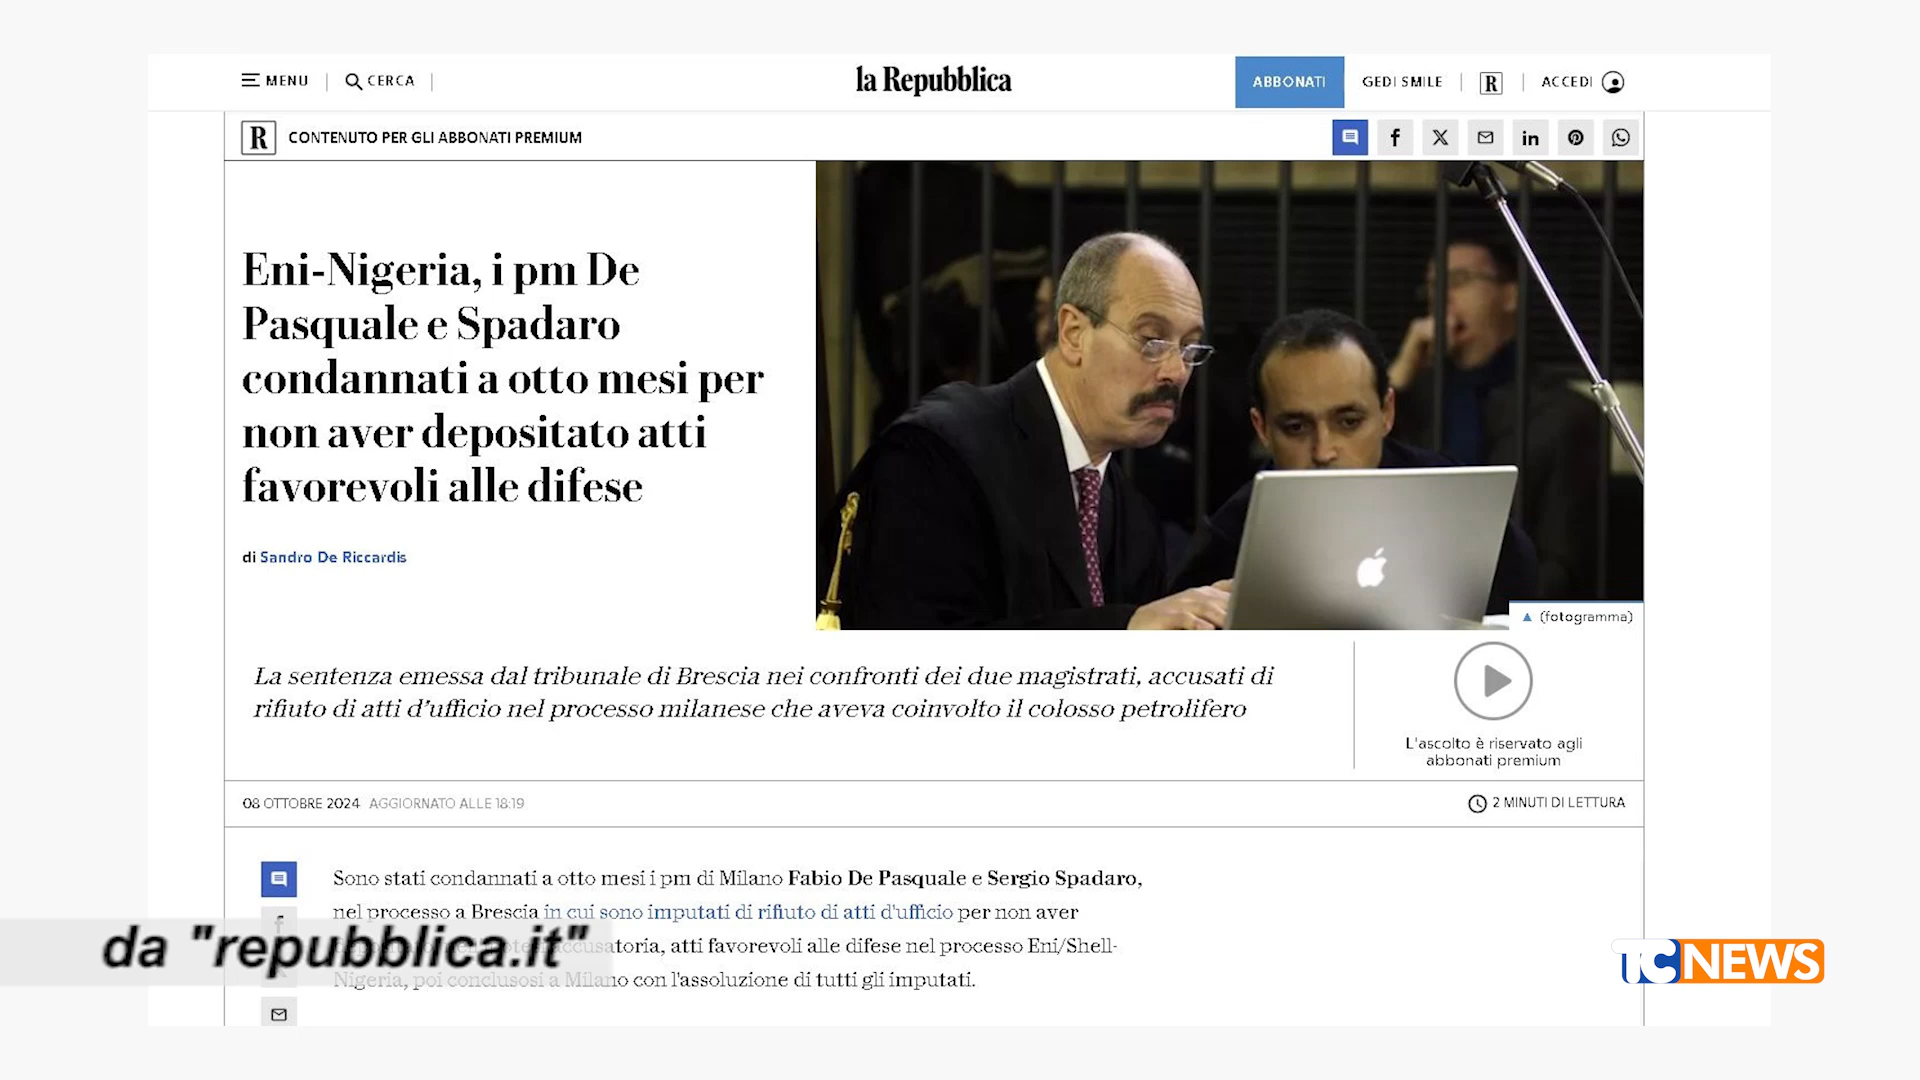 MENU
CERCA
la Repubblica
ABBONATI
GEDI SMILE
R
ACCEDI
R
CONTENUTO PER GLI ABBONATI PREMIUM
Eni-Nigeria, i pm De
Pasquale e Spadaro
condannati a otto mesi per
non aver depositato atti
favorevoli alle difese
di Sandro De Riccardis
(fotogramma)
La sentenza emessa dal tribunale di Brescia nei confronti dei due magistrati, accusati di
rifiuto di atti d'ufficio nel processo milanese che aveva coinvolto il colosso petrolifero
L'ascolto è riservato agli
abbonati premium
08 OTTOBRE 2024 AGGIORNATO ALLE 18:19
2 MINUTI DI LETTURA
Sono stati condannati a otto mesi i pm di Milano Fabio De Pasquale e Sergio Spadaro,
nel processo a Brescia in cui sono imputati di rifiuto di atti d'ufficio per non aver
accusatoria, atti favorevoli alle difese nel processo Eni/Shell-
Nigeria, poi conclusosi a Milano con l'assoluzione di tutti gli imputati.
da "repubblica.it"
TCNEWS